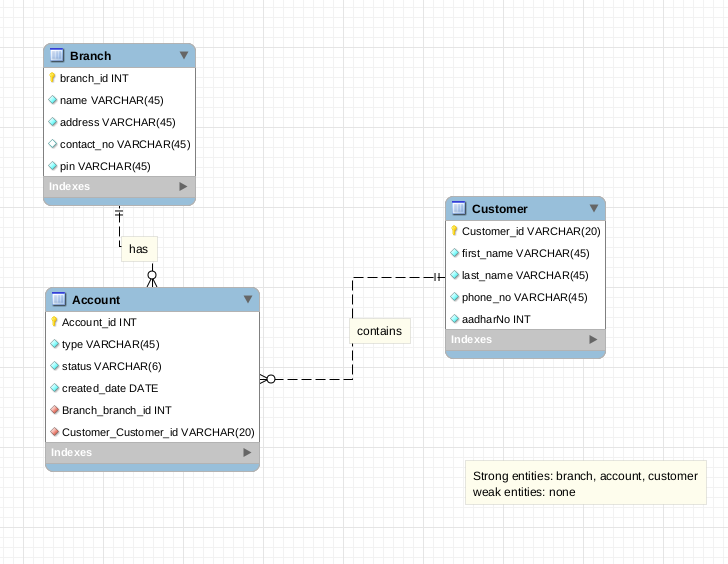 Branch
branch_id INT
name VARCHAR(45)
address VARCHAR(45)
contact_no VARCHAR(45)
pin VARCHAR(45)
Indexes
has
Account
Account_id INT
type VARCHAR(45)
status VARCHAR(6)
created_date DATE
Branch_branch_id INT
Customer_Customer_id VARCHAR(20)
Indexes
contains
Customer
Customer_id VARCHAR(20)
first_name VARCHAR(45)
last_name VARCHAR(45)
phone_no VARCHAR(45)
aadharNo INT
Indexes
Strong entities: branch, account, customer
weak entities: none